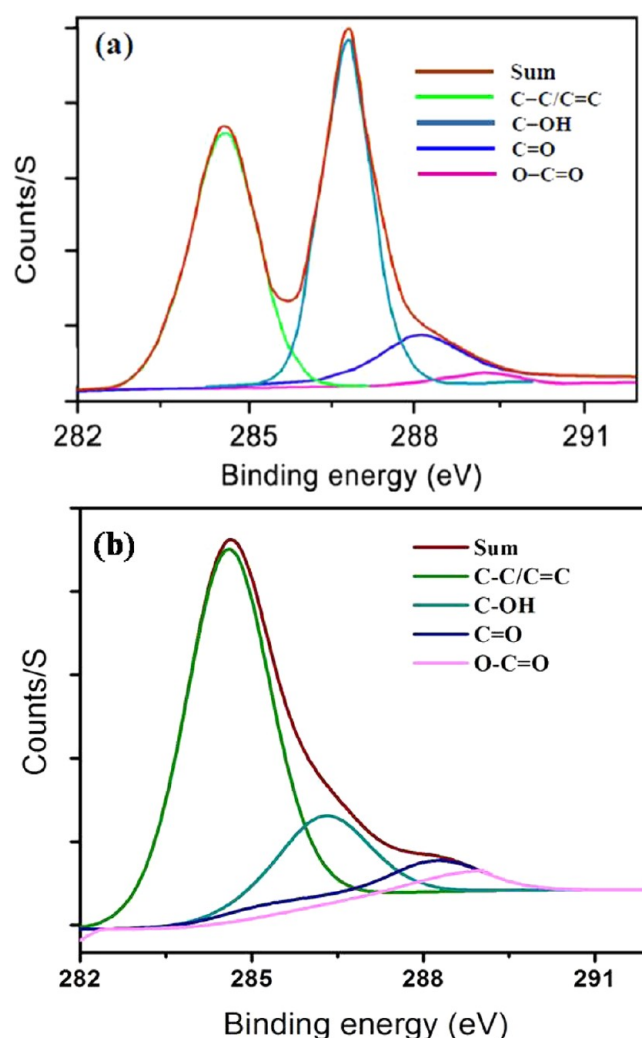 (a)
Sum
C−C/C=C
C−OH
C=O
O−C=O
Counts/S
282 285 288 291
Binding energy (eV)
(b)
Sum
C-C/C=C
C-OH
C=O
O-C=O
Counts/S
282 285 288 291
Binding energy (eV)